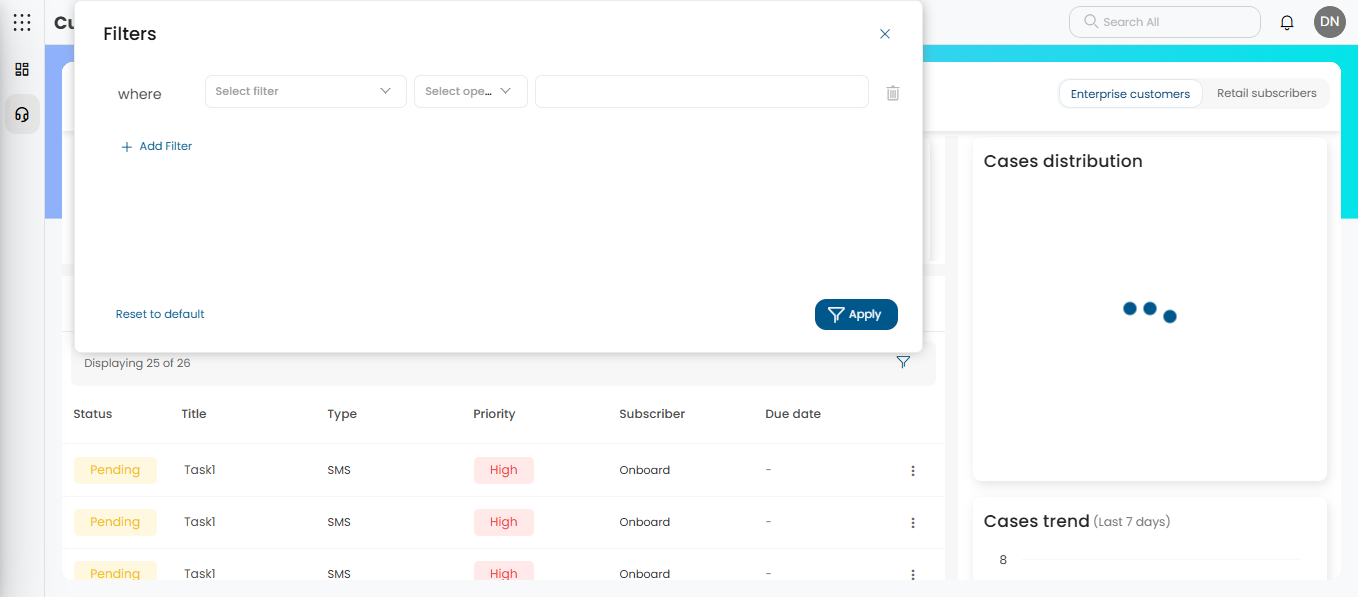 Cu
Search All
DN
Filters
where
Select filter
Select ope...
Add Filter
Reset to default
Apply
Enterprise customers
Retail subscribers
Cases distribution
Displaying 25 of 26
Status Title Type Priority Subscriber Due date
Pending Task1 SMS High Onboard -
Pending Task1 SMS High Onboard -
Pending Task1 SMS High Onboard -
Cases trend (Last 7 days)
8